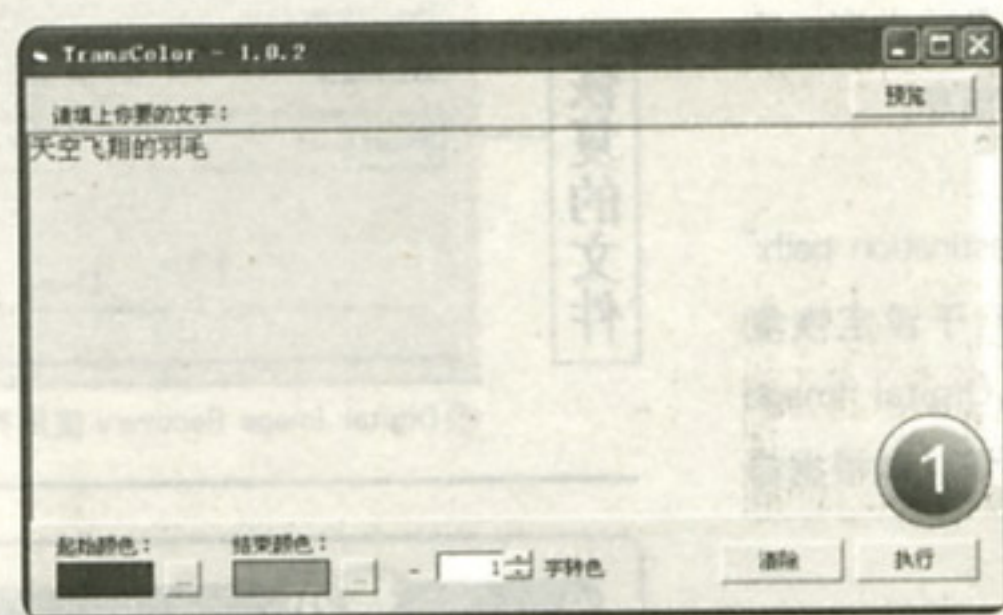 TransColor - 1.0.2
预览
请填上你要的文字：
天空飞翔的羽毛
1
起始颜色：
结束颜色：
...
...
- 1 字转色
清除
执行